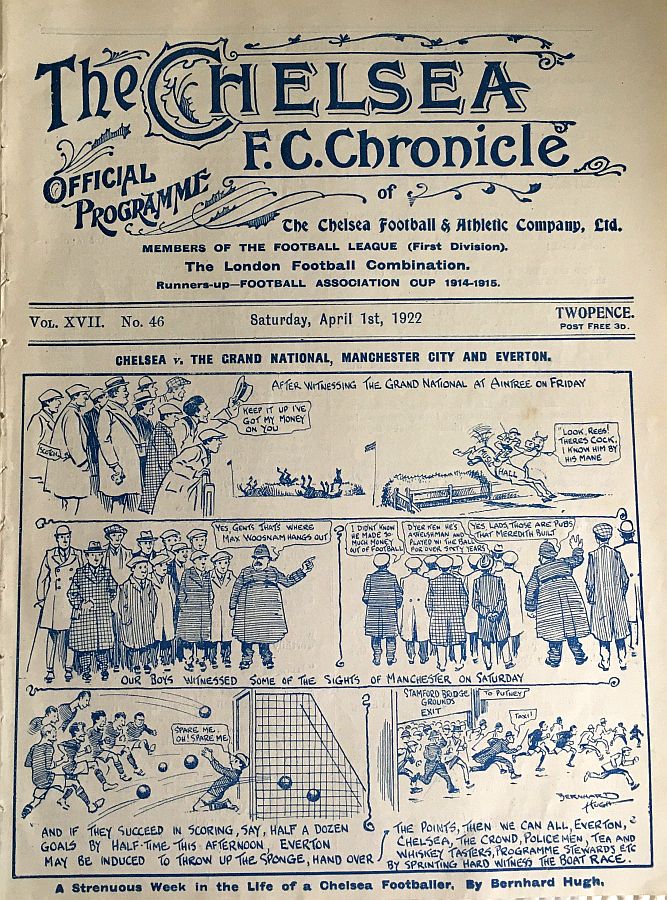 The CHELSEA
F.C. Chronicle
OFFICIAL
PROGRAMME
of
The Chelsea Football & Athletic Company, Ltd.
MEMBERS OF THE FOOTBALL LEAGUE (First Division).
The London Football Combination.
Runners-up—FOOTBALL ASSOCIATION CUP 1914-1915.
VOL. XVII. No. 46
Saturday, April 1st, 1922
TWOPENCE.
POST FREE 3D.
CHELSEA v. THE GRAND NATIONAL, MANCHESTER CITY AND EVERTON.
AFTER WITNESSING THE GRAND NATIONAL AT AINTREE ON FRIDAY
KEEP IT UP I'VE
GOT MY MONEY
ON YOU
"LOOK, REES!
THERES COCK,
I KNOW HIM BY
HIS MANE
HALL
YES, GENTS THAT'S WHERE
MAX WOOSNAM HANGS OUT
I DIDN'T KNOW
HE MADE SO
MUCH MONEY
OUT OF FOOTBALL
D'YER KEN HE'S
A WELSHMAN AND
PLAYED WI' THE BALL
FOR OVER SIXTY YEARS
YES LADS, THOSE ARE PUBS
THAT MEREDITH BUILT
OUR BOYS WITNESSED SOME OF THE SIGHTS OF MANCHESTER ON SATURDAY
SPARE ME.
OH! SPARE ME
STAMFORD BRIDGE
GROUNDS
EXIT
TO PUTNEY
TAXI!
BERNHARD
HUGH
AND IF THEY SUCCEED IN SCORING, SAY, HALF A DOZEN
GOALS BY HALF-TIME THIS AFTERNOON, EVERTON
MAY BE INDUCED TO THROW UP THE SPONGE, HAND OVER
THE POINTS, THEN WE CAN ALL, EVERTON,
CHELSEA, THE CROWD, POLICEMEN, TEA AND
WHISKEY TASTERS, PROGRAMME STEWARDS ETC
BY SPRINTING HARD WITNESS THE BOAT RACE.
A Strenuous Week in the Life of a Chelsea Footballer. By Bernhard Hugh.